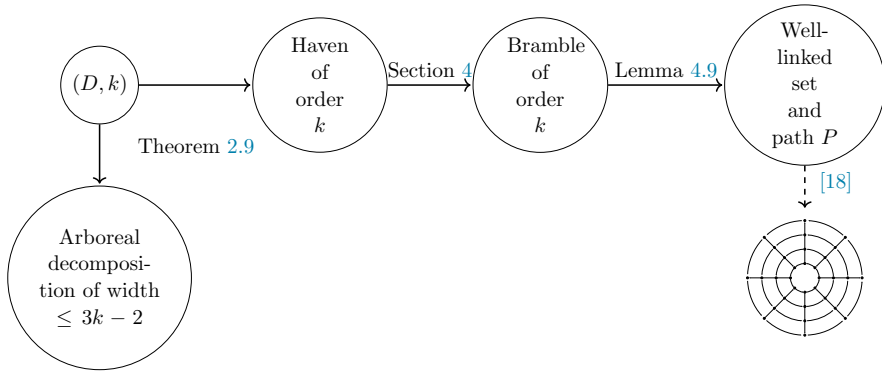 (D, k)
Haven
of
order
k
Section 4
Bramble
of
order
k
Lemma 4.9
Well-
linked
set
and
path P
Theorem 2.9
[18]
Arboreal
decomposi-
tion of width
≤ 3k − 2